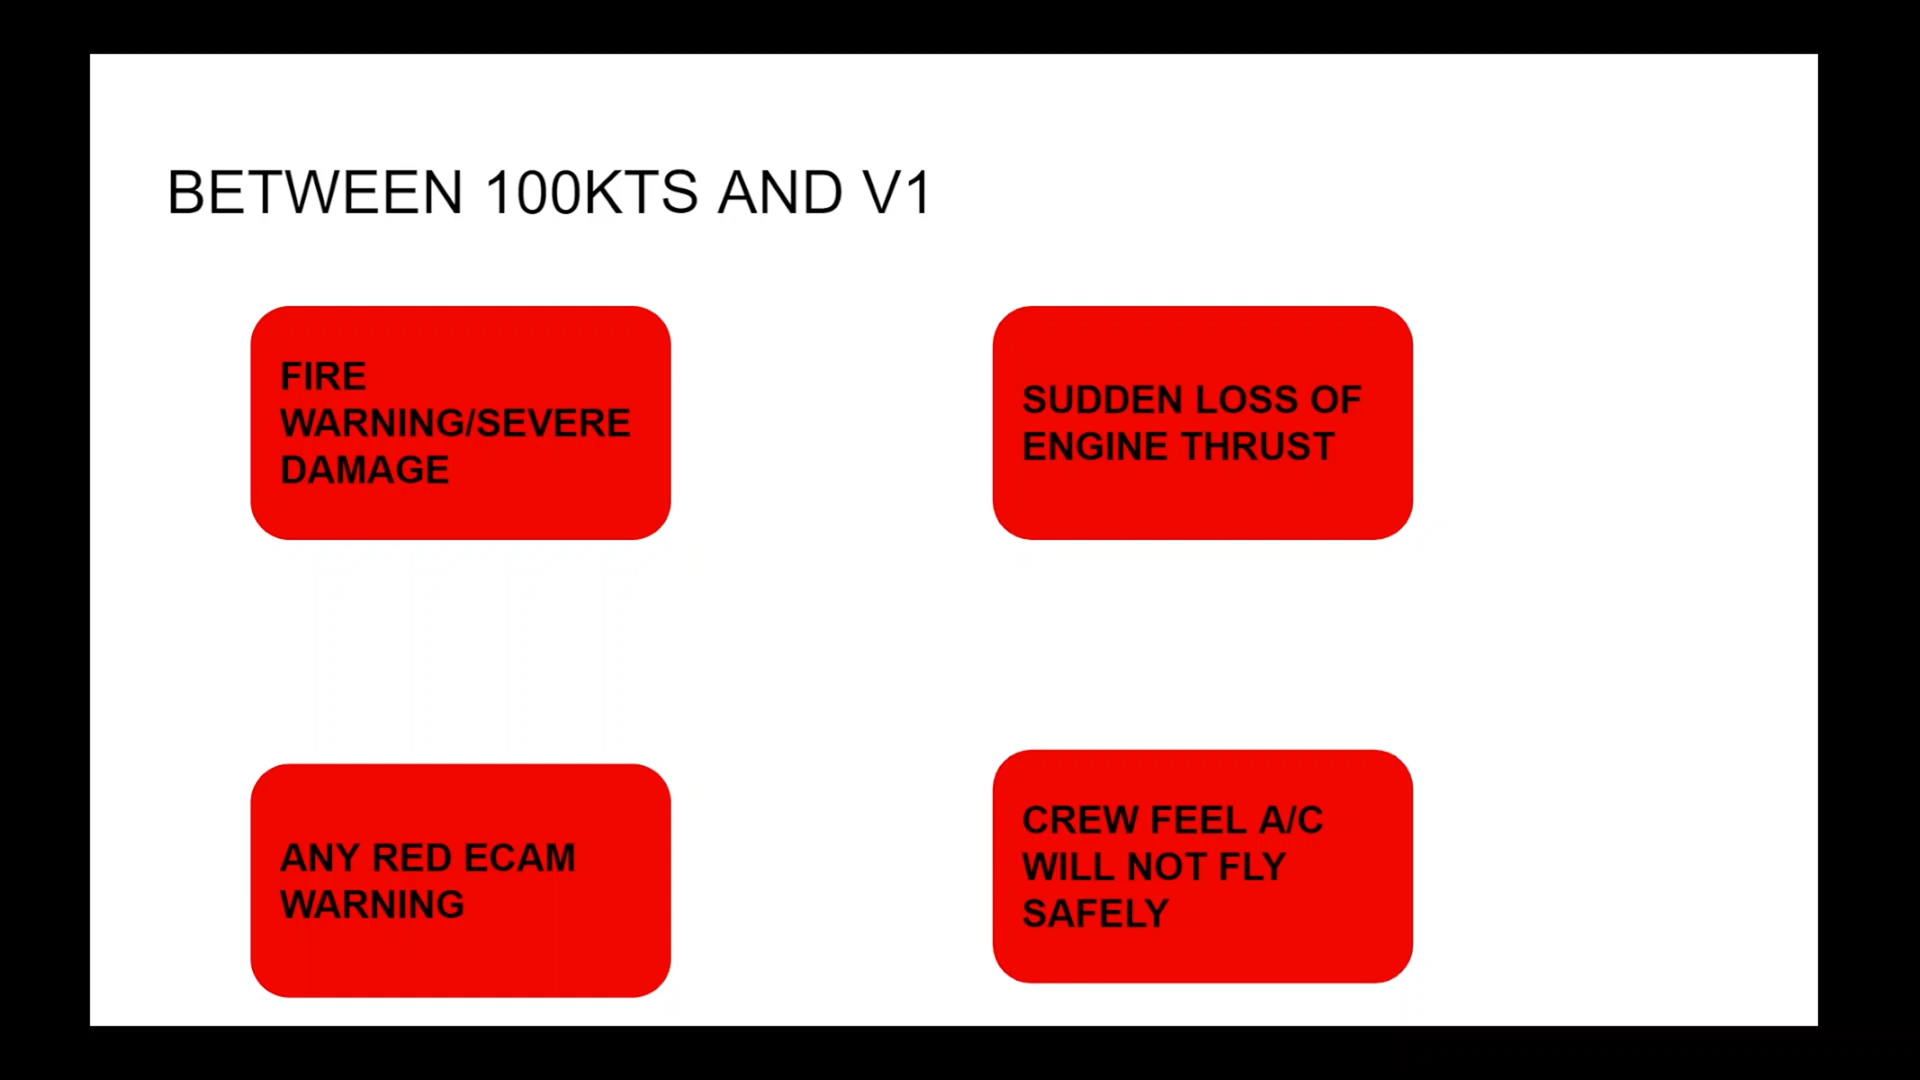 BETWEEN 100KTS AND V1
FIRE
WARNING/SEVERE
DAMAGE
SUDDEN LOSS OF
ENGINE THRUST
ANY RED ECAM
WARNING
CREW FEEL A/C
WILL NOT FLY
SAFELY